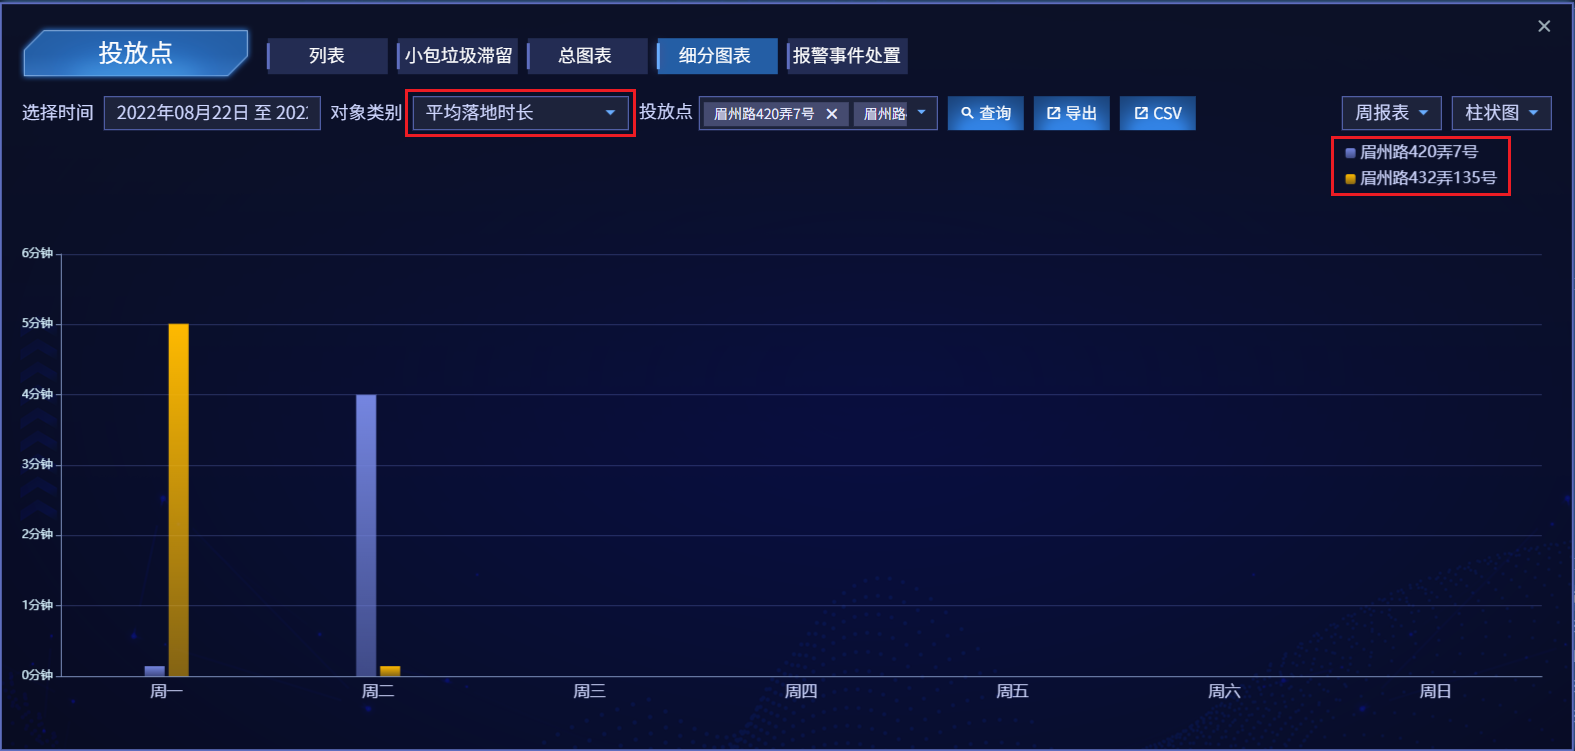 投放点
列表
小包垃圾滞留
总图表
细分图表
报警事件处置
选择时间
2022年08月22日 至 202
对象类别
平均落地时长
投放点
眉州路420弄7号
眉州路
查询
导出
CSV
周报表
柱状图
眉州路420弄7号
眉州路432弄135号
6分钟
5分钟
4分钟
3分钟
2分钟
1分钟
0分钟
周一
周二
周三
周四
周五
周六
周日